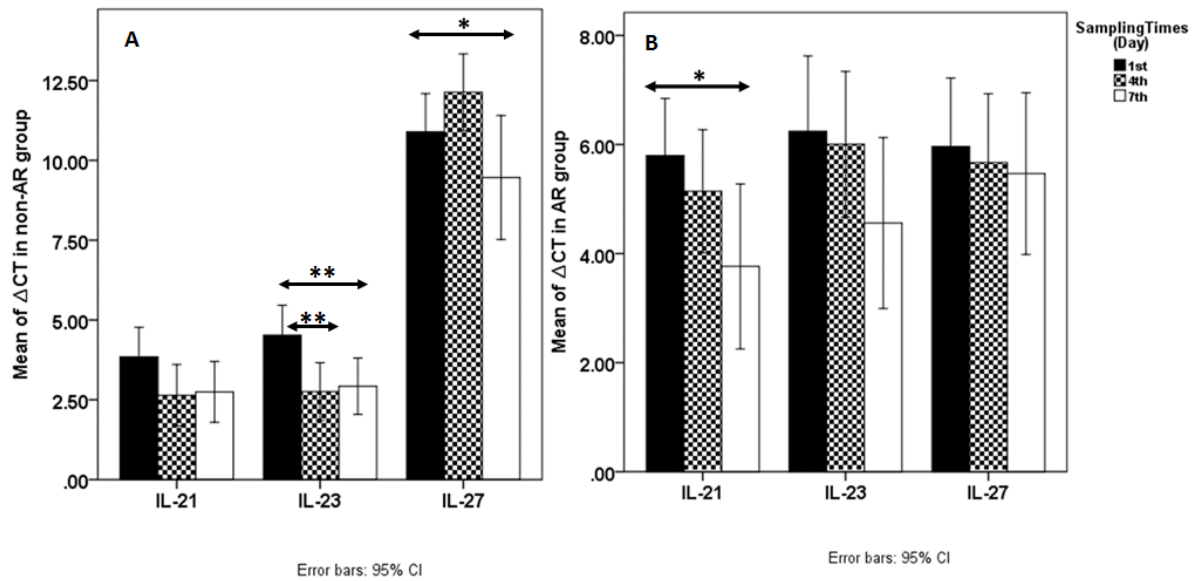 A
Mean of △CT in non-AR group
12.50
10.00
7.50
5.00
2.50
.00
*
**
**
IL-21 IL-23 IL-27
Error bars: 95% CI
B
Mean of △CT in AR group
8.00
6.00
4.00
2.00
.00
*
IL-21 IL-23 IL-27
Error bars: 95% CI
SamplingTimes
(Day)
1st
4th
7th